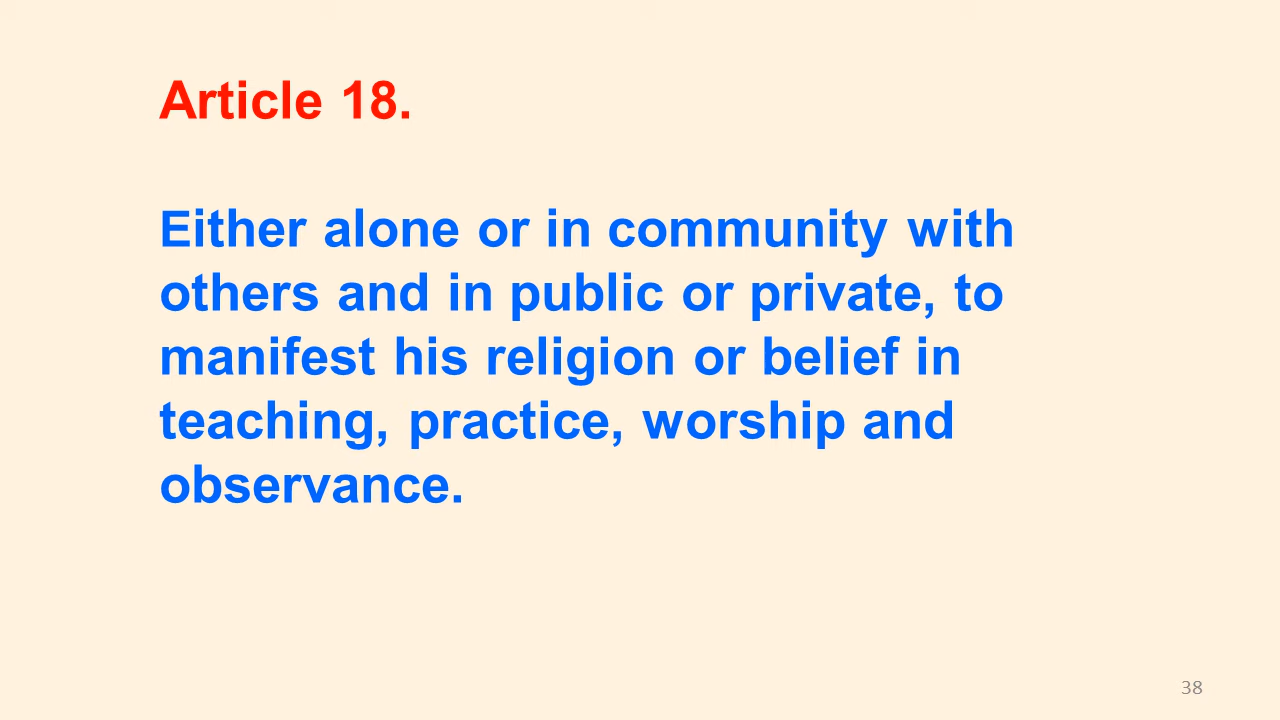 Article 18.
Either alone or in community with
others and in public or private, to
manifest his religion or belief in
teaching, practice, worship and
observance.
38